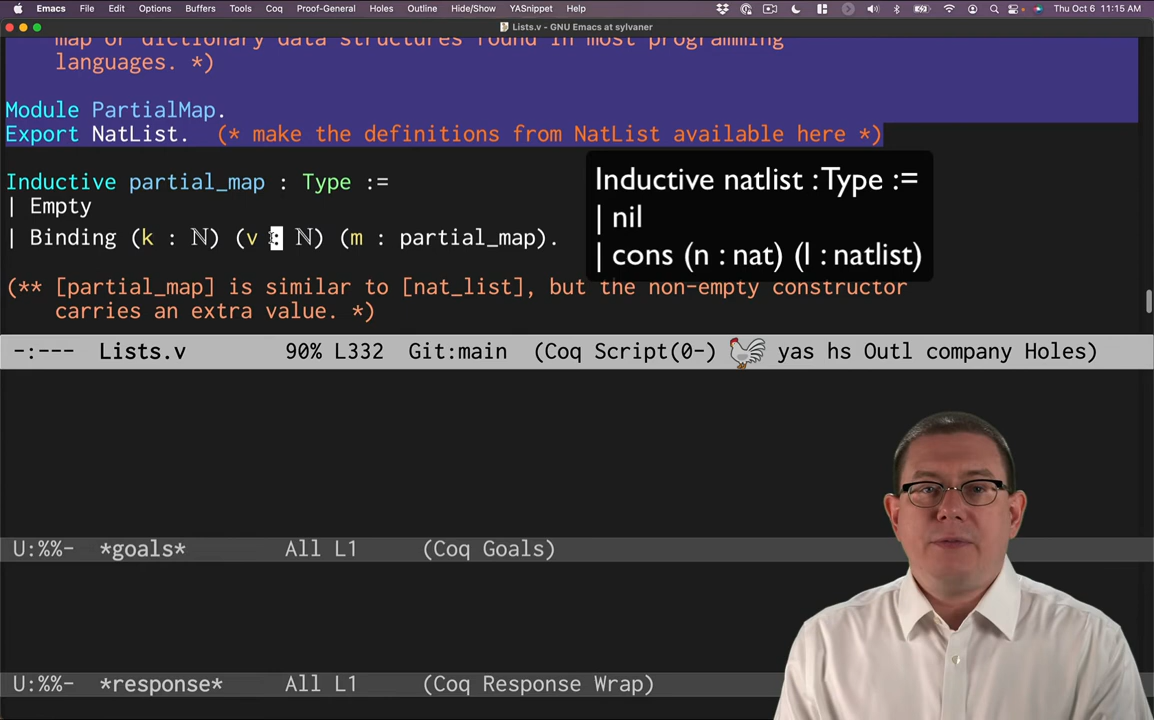 Emacs File Edit Options Buffers Tools Coq Proof-General Holes Outline Hide/Show YASnippet Help Thu Oct 6 11:15 AM
Lists.v - GNU Emacs at sylvaner
map or dictionary data structures found in most programming
languages. *)
Module PartialMap.
Export NatList. (* make the definitions from NatList available here *)
Inductive partial_map : Type :=
| Empty
| Binding (k : ℕ) (v : ℕ) (m : partial_map).
Inductive natlist :Type :=
| nil
| cons (n : nat) (l : natlist)
(** [partial_map] is similar to [nat_list], but the non-empty constructor
carries an extra value. *)
-:--- Lists.v 90% L332 Git:main (Coq Script(0-) yas hs Outl company Holes)
U:%%- *goals* All L1 (Coq Goals)
U:%%- *response* All L1 (Coq Response Wrap)